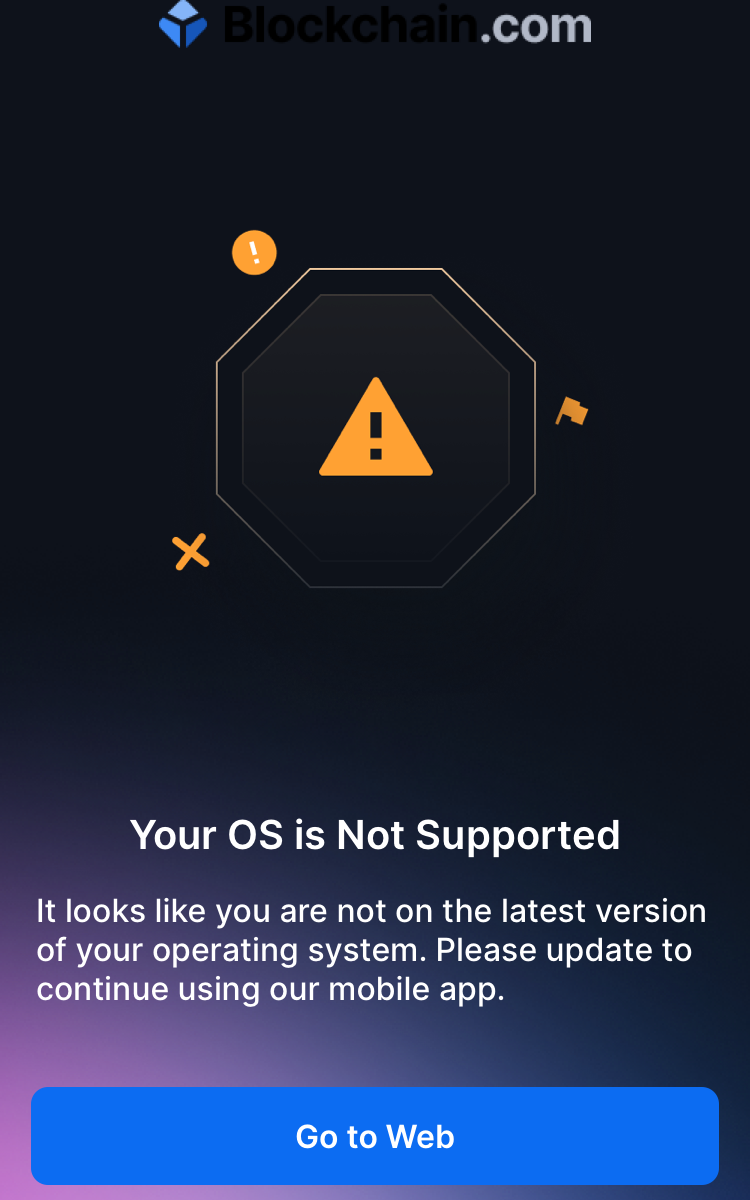 Blockchain.com
Your OS is Not Supported
It looks like you are not on the latest version
of your operating system. Please update to
continue using our mobile app.
Go to Web